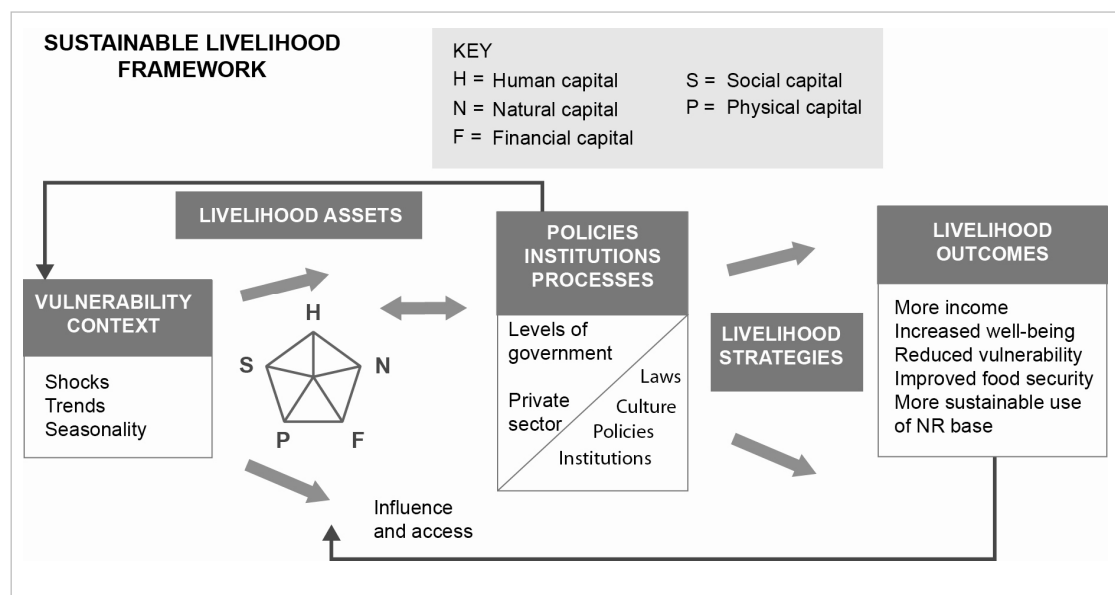 SUSTAINABLE LIVELIHOOD
FRAMEWORK
KEY
H = Human capital
N = Natural capital
F = Financial capital
S = Social capital
P = Physical capital
LIVELIHOOD ASSETS
VULNERABILITY
CONTEXT
Shocks
Trends
Seasonality
H
S
N
P
F
Influence
and access
POLICIES
INSTITUTIONS
PROCESSES
Levels of
government
Private
sector
Laws
Culture
Policies
Institutions
LIVELIHOOD
STRATEGIES
LIVELIHOOD
OUTCOMES
More income
Increased well-being
Reduced vulnerability
Improved food security
More sustainable use
of NR base